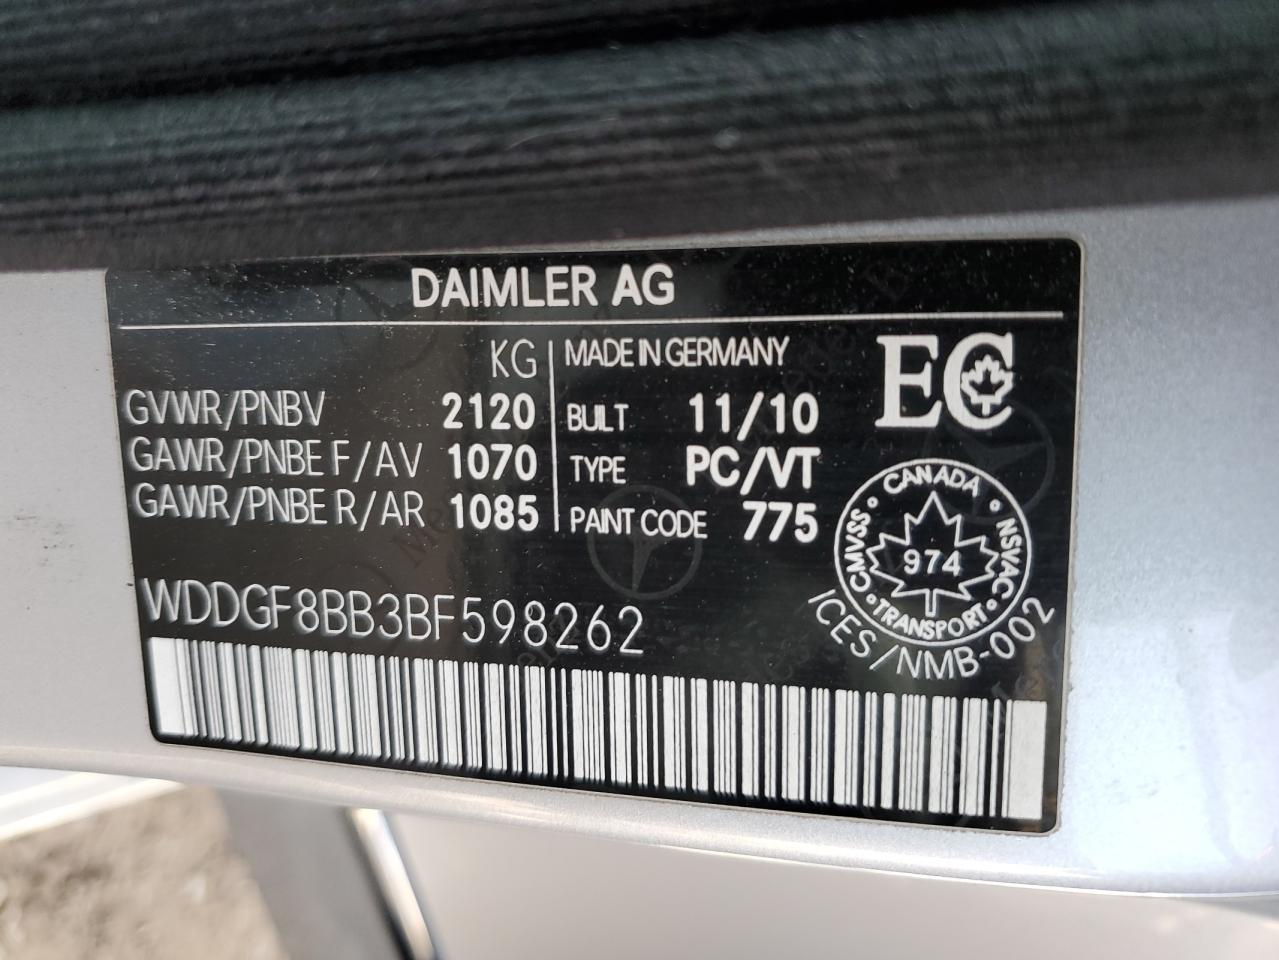 DAIMLER AG
KG
MADE IN GERMANY
EC
GVWR/PNBV 2120
BUILT 11/10
GAWR/PNBE F/AV 1070
TYPE PC/VT
GAWR/PNBE R/AR 1085
PAINT CODE 775
CANADA
CMVSS
NSVAC
974
TRANSPORT
ICES/NMB-002
WDDGF8BB3BF598262